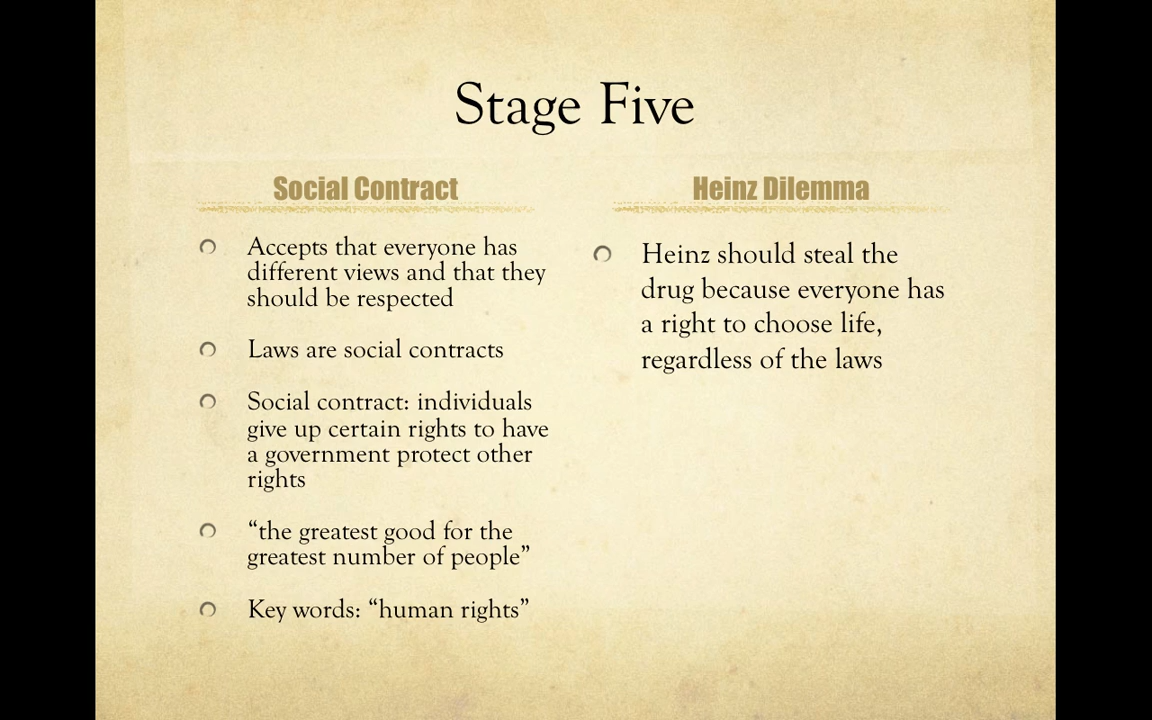 Stage Five
Social Contract
Accepts that everyone has
different views and that they
should be respected
Laws are social contracts
Social contract: individuals
give up certain rights to have
a government protect other
rights
“the greatest good for the
greatest number of people”
Key words: “human rights”
Heinz Dilemma
Heinz should steal the
drug because everyone has
a right to choose life,
regardless of the laws